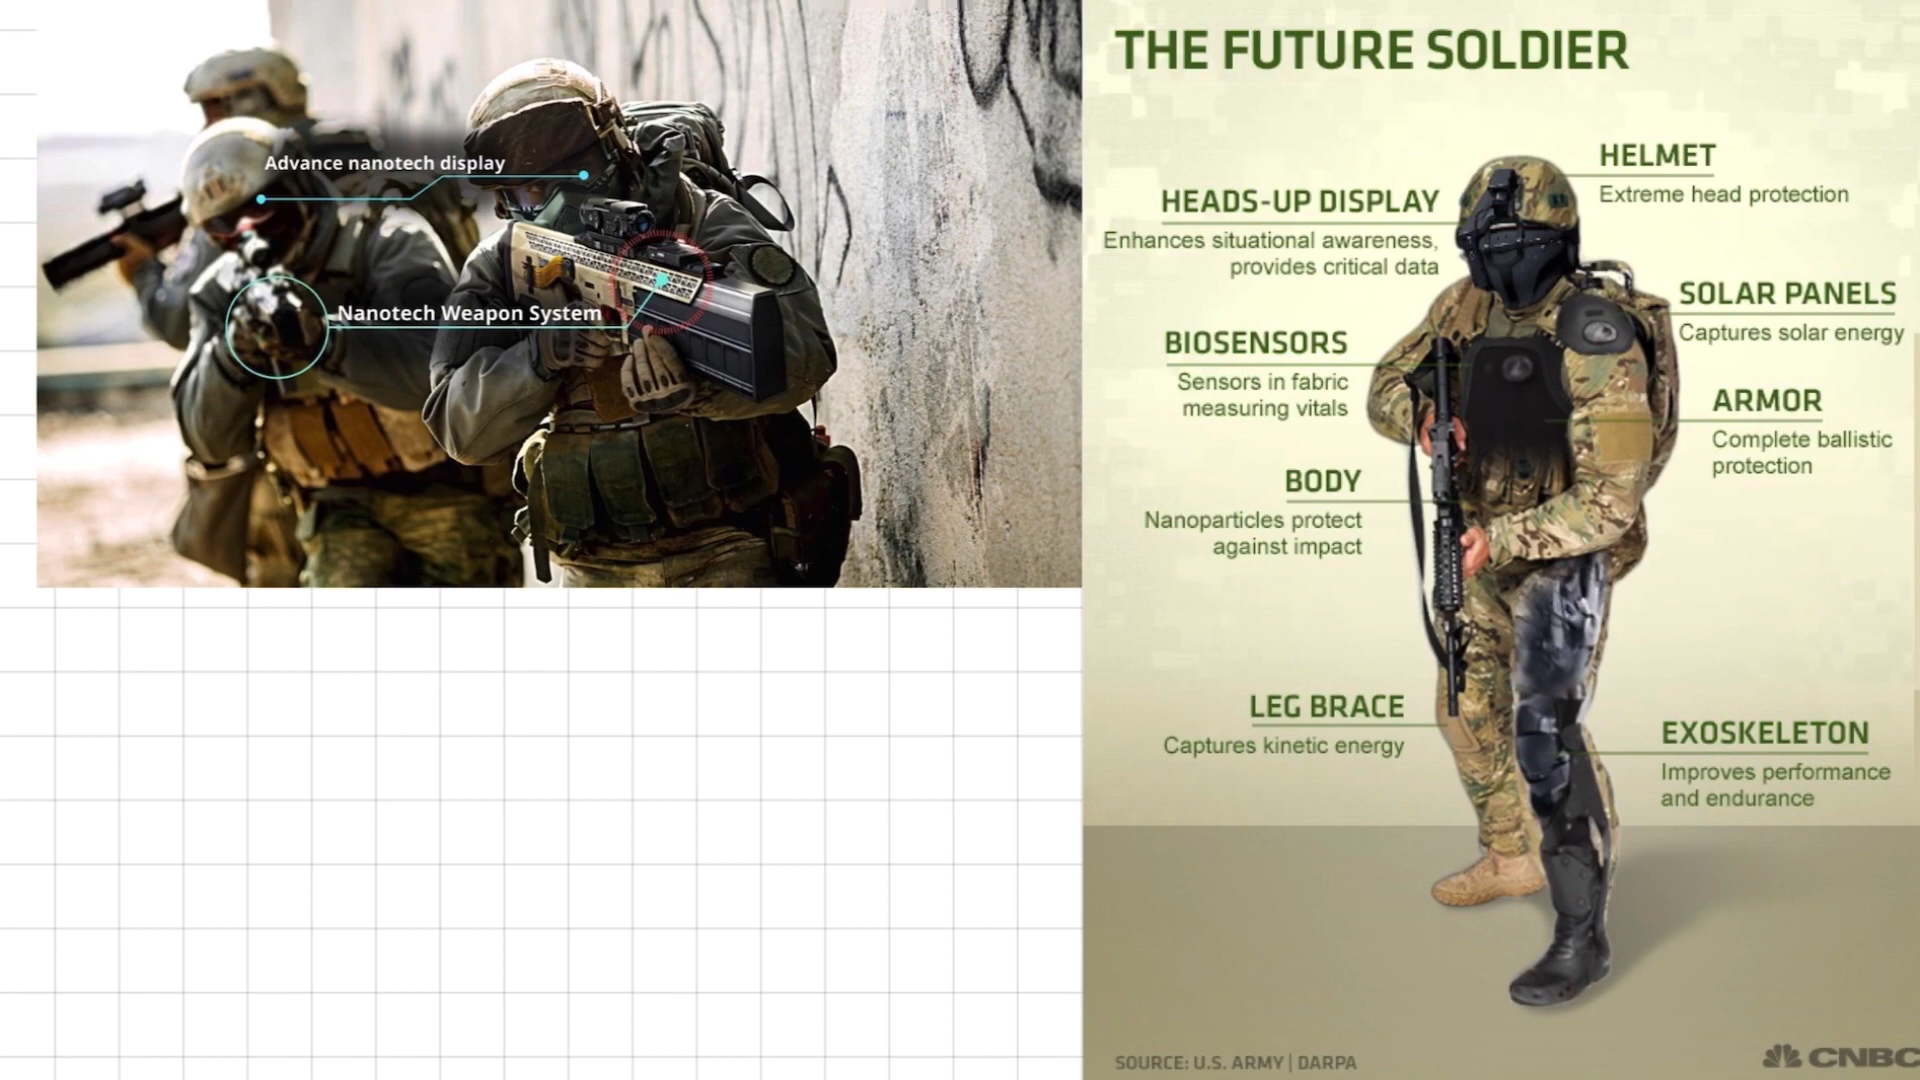 Advance nanotech display
Nanotech Weapon System
THE FUTURE SOLDIER
HELMET
Extreme head protection
HEADS-UP DISPLAY
Enhances situational awareness,
provides critical data
SOLAR PANELS
Captures solar energy
BIOSENSORS
Sensors in fabric
measuring vitals
ARMOR
Complete ballistic
protection
BODY
Nanoparticles protect
against impact
LEG BRACE
Captures kinetic energy
EXOSKELETON
Improves performance
and endurance
SOURCE: U.S. ARMY | DARPA
CNBC